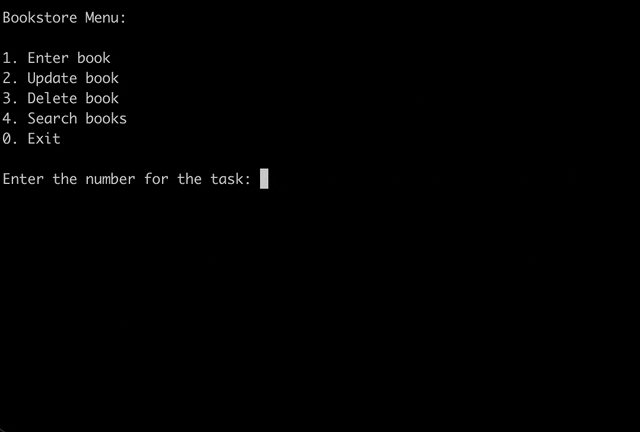 Bookstore Menu:
1. Enter book
2. Update book
3. Delete book
4. Search books
0. Exit
Enter the number for the task: